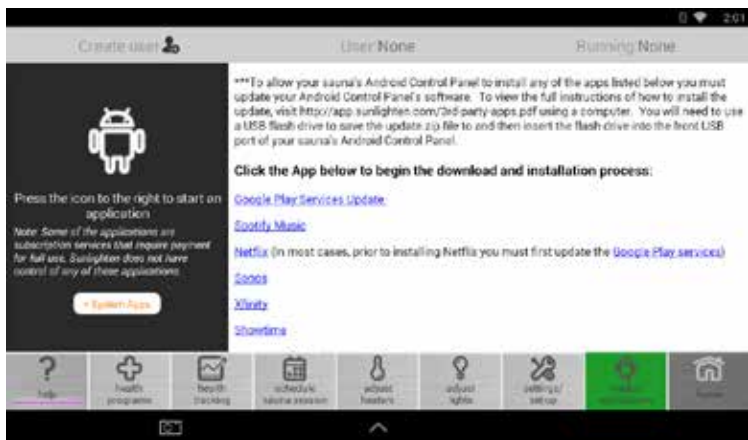 2:01
Create user
User None
Running None
Press the icon to the right to start an
application
Note: Some of the applications are
subscription services that require payment
for full use. Sunlighten does not have
control of any of these applications.
+ System Apps
***To allow your sauna's Android Control Panel to install any of the apps listed below you must
update your Android Control Panel's software. To view the full instructions of how to install the
update, visit http://app.sunlighten.com/3rd-party-apps.pdf using a computer. You will need to use
a USB flash drive to save the update zip file to and then insert the flash drive into the front USB
port of your sauna's Android Control Panel.
Click the App below to begin the download and installation process:
Google Play Services Update
Spotify Music
Netflix (In most cases, prior to installing Netflix you must first update the Google Play services)
Sonos
Xfinity
Showtime
?
help
health
programs
health
tracking
schedule
sauna session
adjust
heaters
adjust
lights
settings/
set up
home